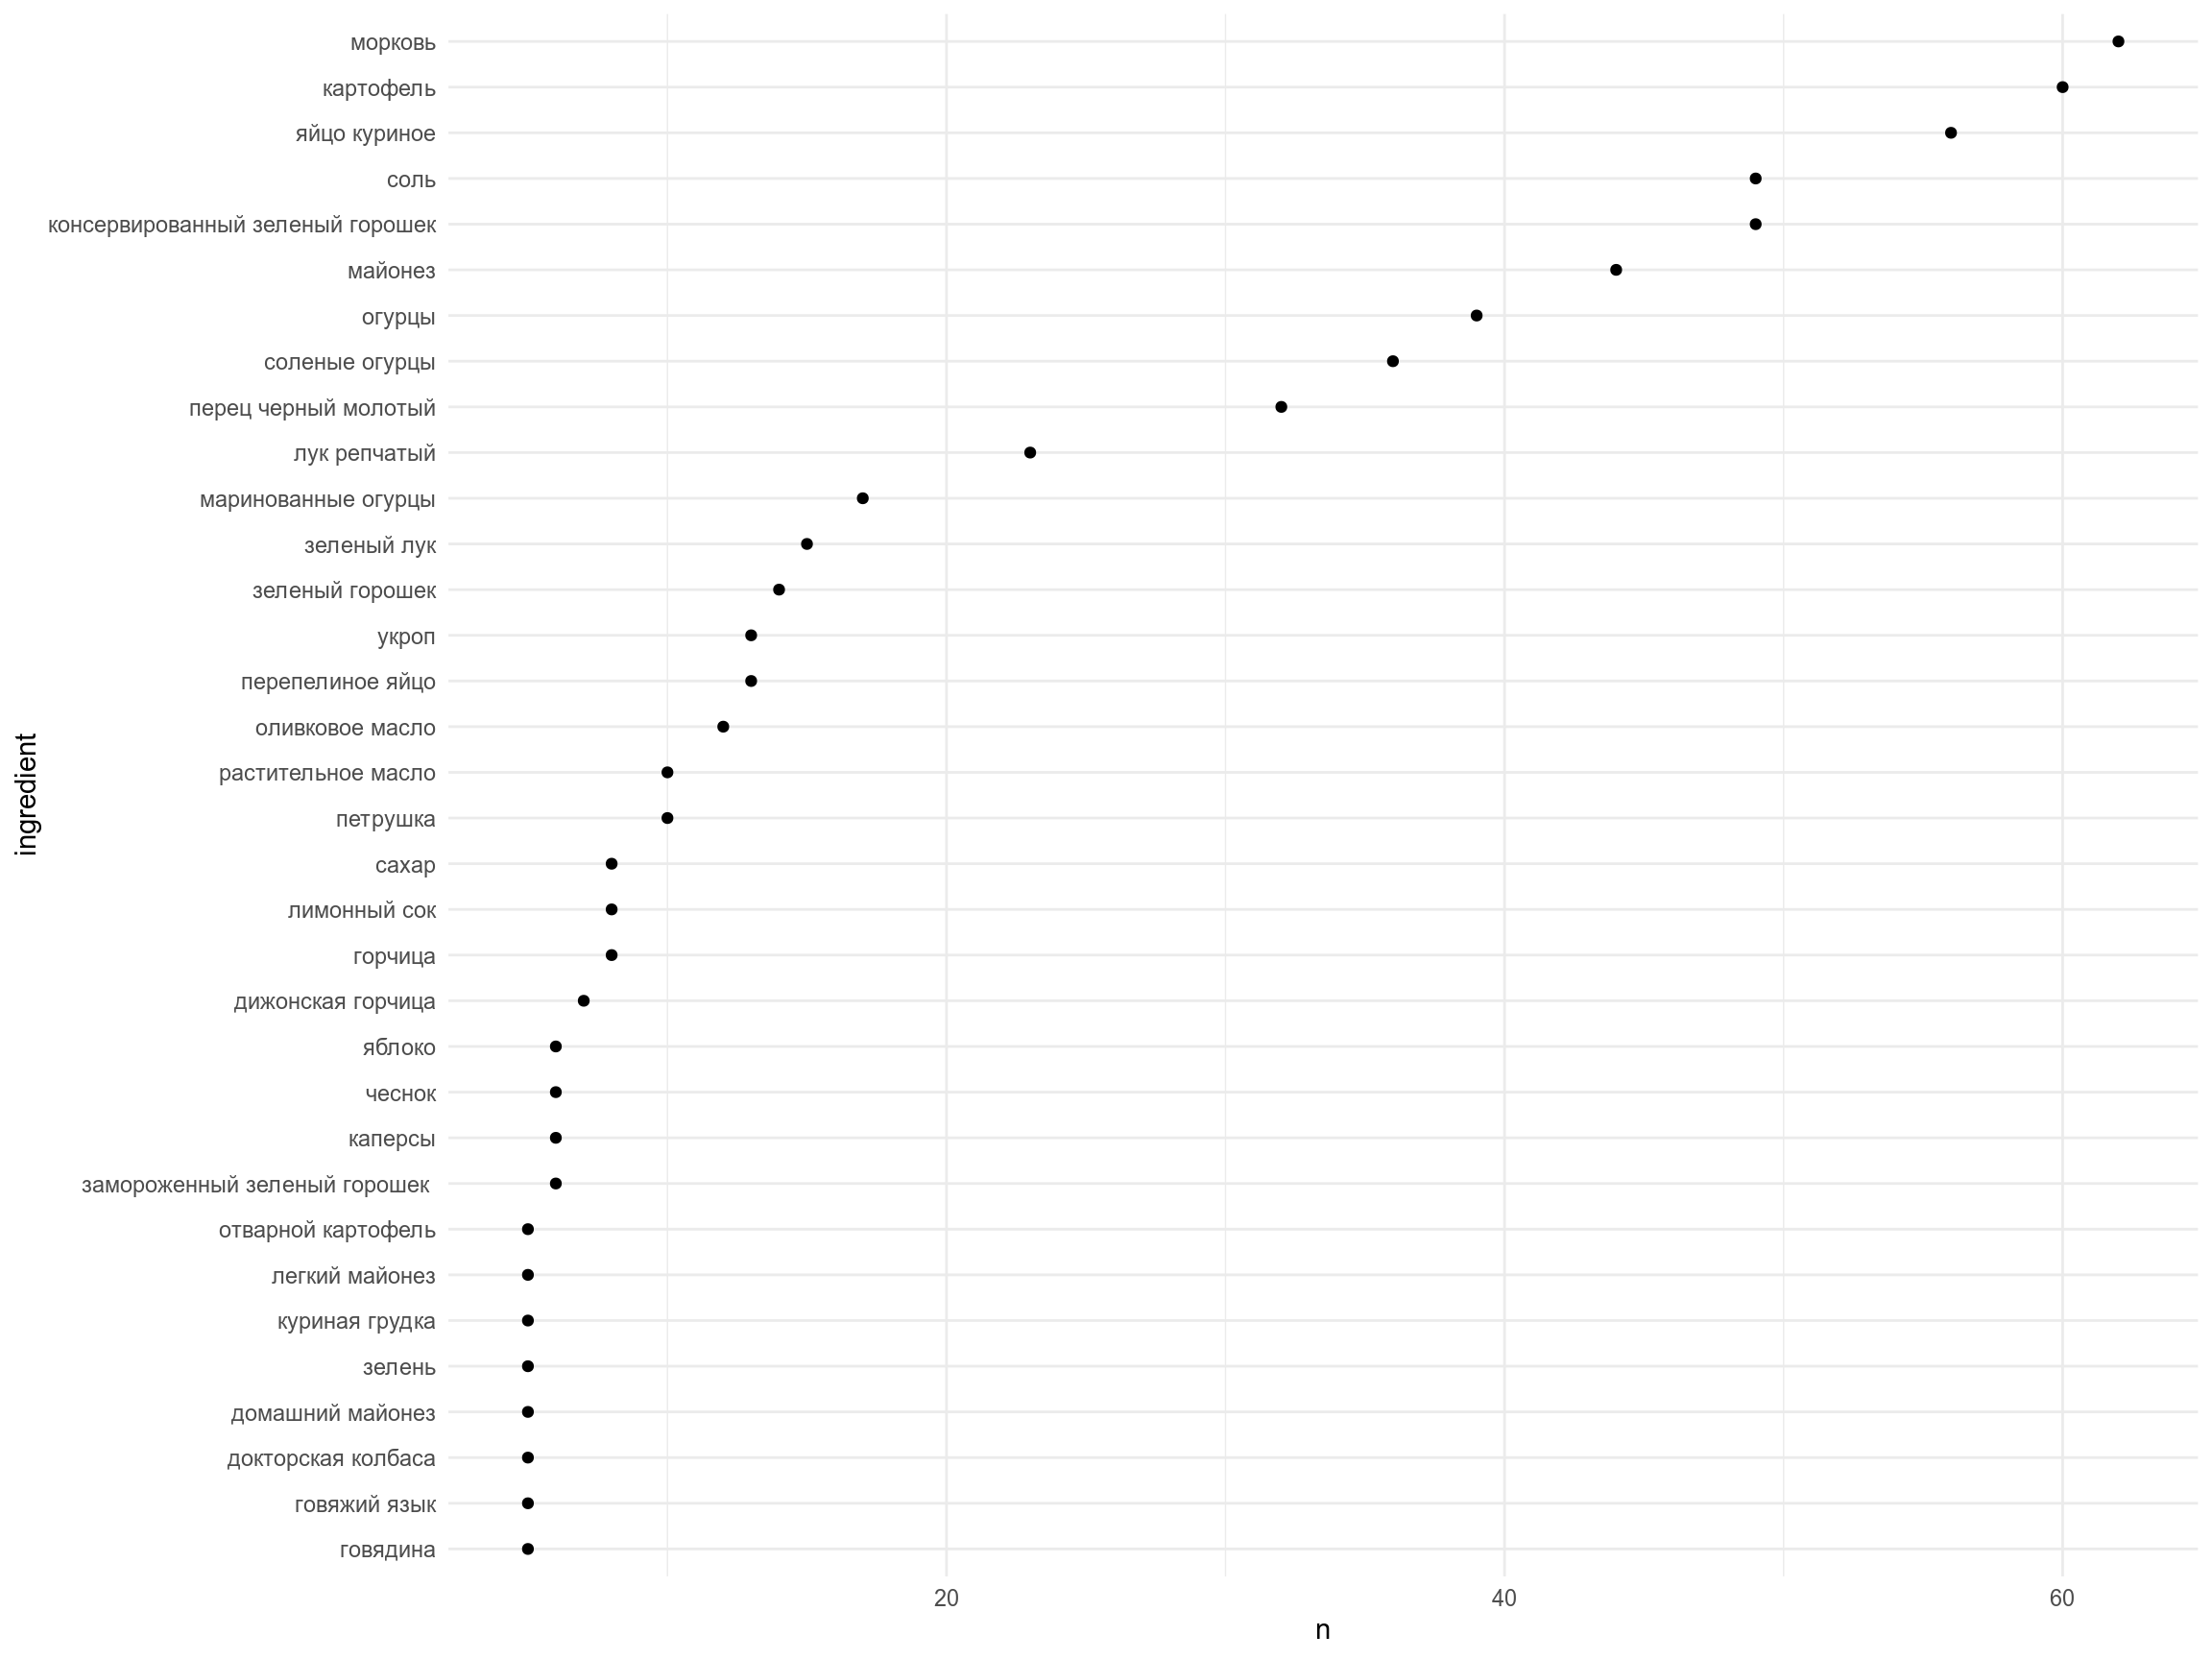 морковь
картофель
яйцо куриное
соль
консервированный зеленый горошек
майонез
огурцы
соленые огурцы
перец черный молотый
лук репчатый
маринованные огурцы
зеленый лук
зеленый горошек
укроп
перепелиное яйцо
оливковое масло
растительное масло
петрушка
сахар
лимонный сок
горчица
дижонская горчица
яблоко
чеснок
каперсы
замороженный зеленый горошек
отварной картофель
легкий майонез
куриная грудка
зелень
домашний майонез
докторская колбаса
говяжий язык
говядина
ingredient
20 40 60
n